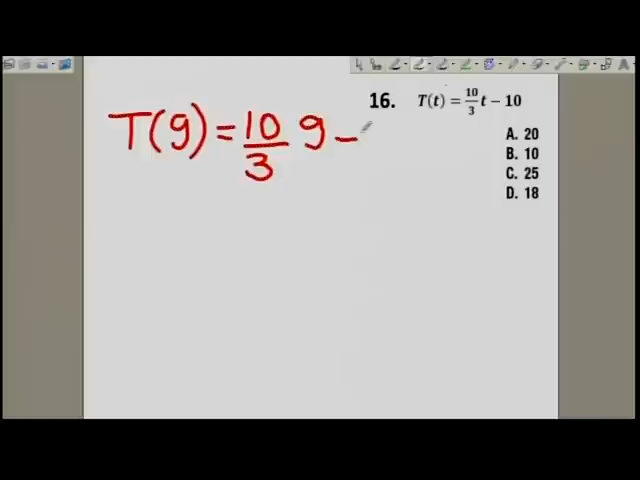 T(9) = 10/3 9 –
16. T(t) = 10/3 t – 10
A. 20
B. 10
C. 25
D. 18